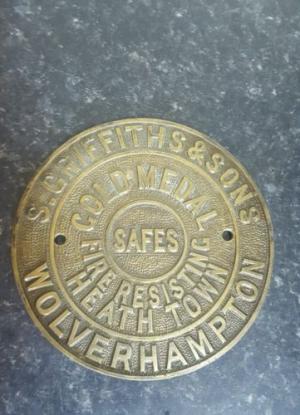 S. GRIFFITHS & SONS
WOLVERHAMPTON
GOLD MEDAL
FIRE RESISTING
HEATH TOWN
SAFES